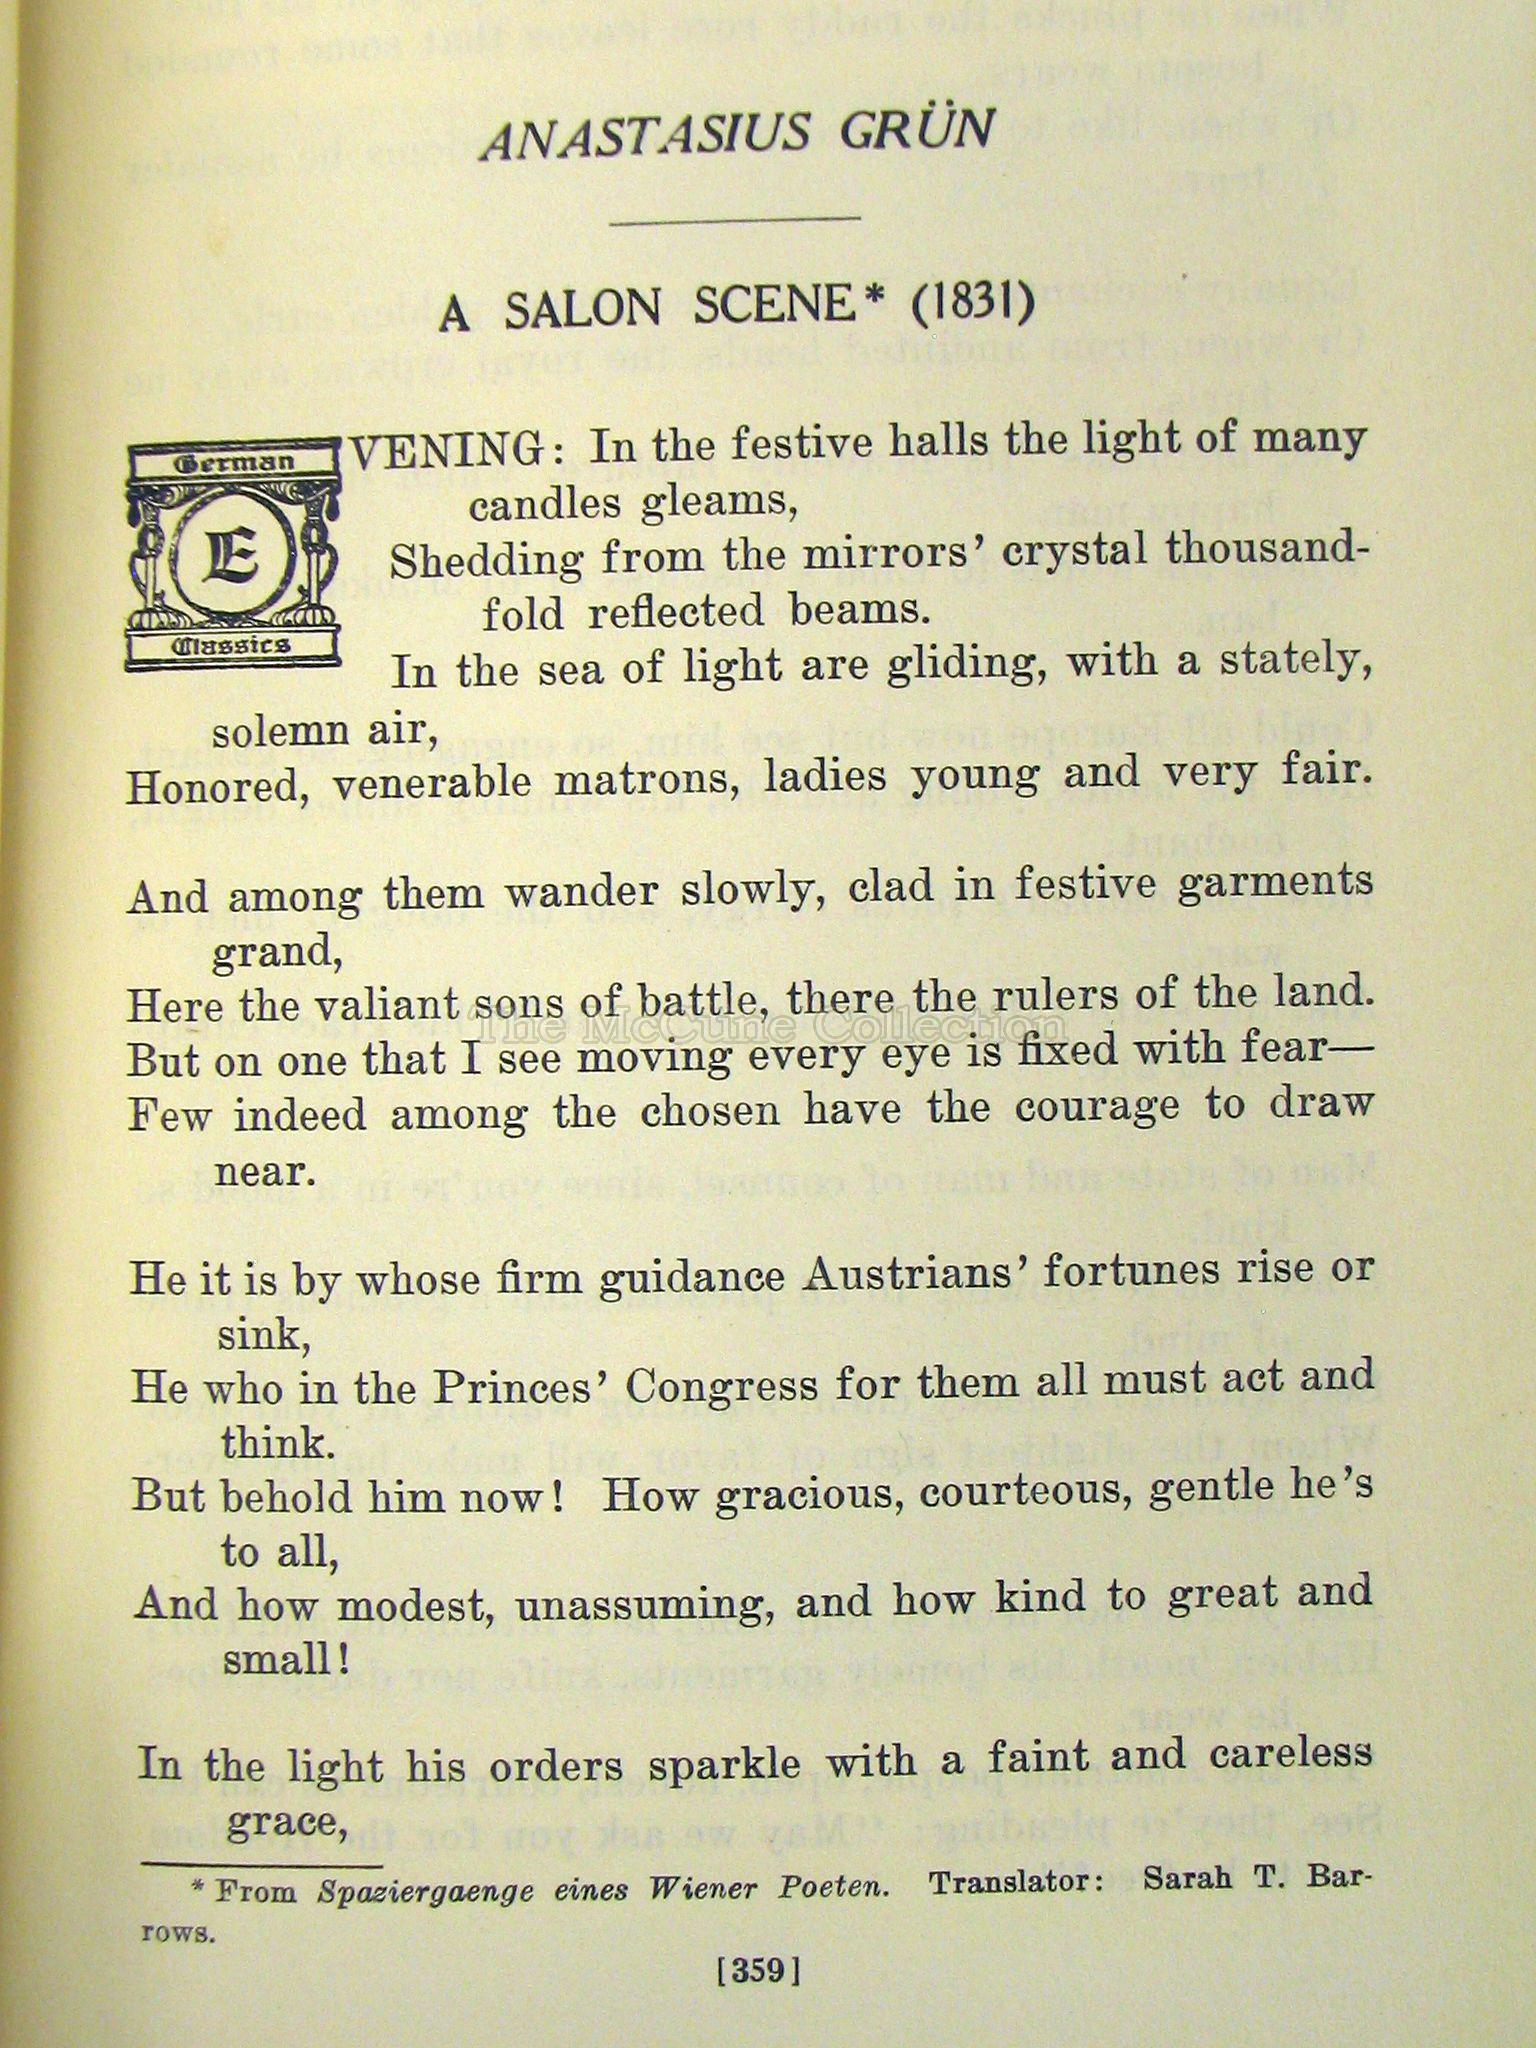 ANASTASIUS GRÜN
A SALON SCENE* (1831)
German
E
Classics
VENING: In the festive halls the light of many
candles gleams,
Shedding from the mirrors' crystal thousand-
fold reflected beams.
In the sea of light are gliding, with a stately,
solemn air,
Honored, venerable matrons, ladies young and very fair.
And among them wander slowly, clad in festive garments
grand,
Here the valiant sons of battle, there the rulers of the land.
The McCune Collection
But on one that I see moving every eye is fixed with fear—
Few indeed among the chosen have the courage to draw
near.
He it is by whose firm guidance Austrians' fortunes rise or
sink,
He who in the Princes' Congress for them all must act and
think.
But behold him now! How gracious, courteous, gentle he's
to all,
And how modest, unassuming, and how kind to great and
small!
In the light his orders sparkle with a faint and careless
grace,
* From Spaziergaenge eines Wiener Poeten. Translator: Sarah T. Bar-
rows.
[359]